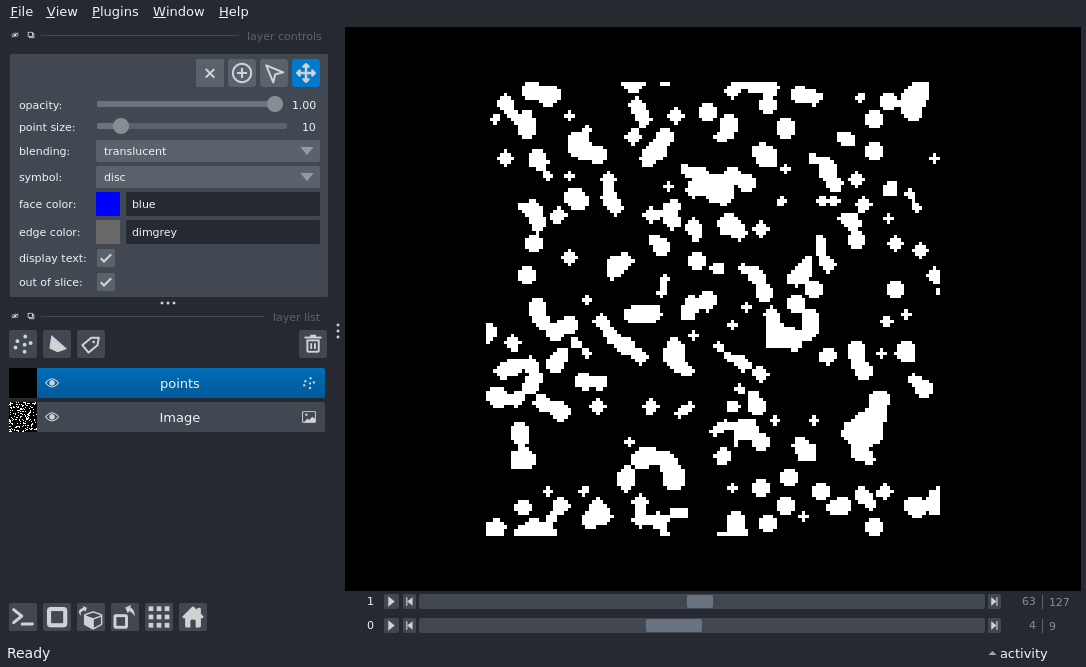 File View Plugins Window Help
layer controls
opacity: 1.00
point size: 10
blending: translucent
symbol: disc
face color: blue
edge color: dimgrey
display text:
out of slice:
layer list
points
Image
1 63 127
0 4 9
Ready activity